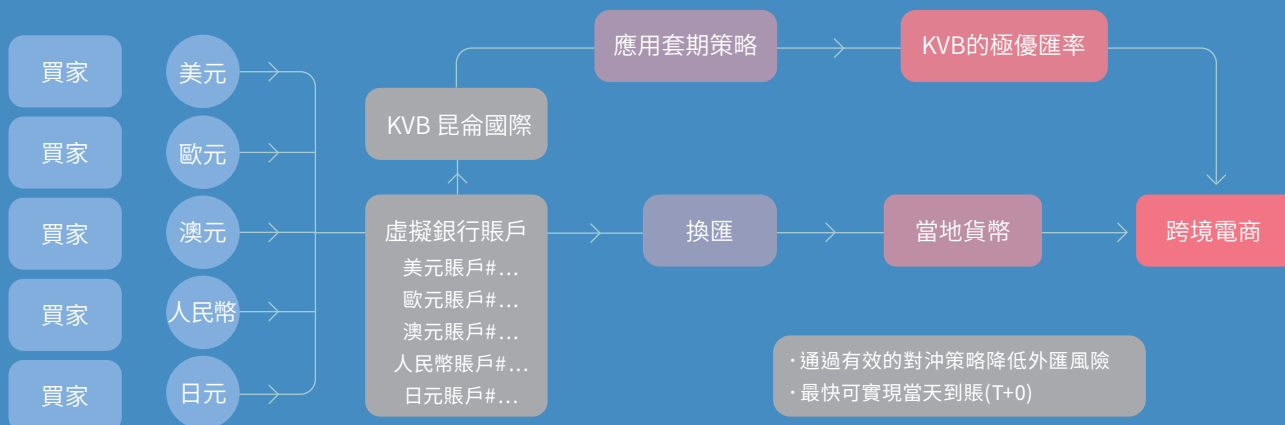 應用套期策略
KVB的極優匯率
買家
美元
KVB 昆侖國際
買家
歐元
買家
澳元
虛擬銀行賬戶
美元賬戶#...
歐元賬戶#...
澳元賬戶#...
人民幣賬戶#...
日元賬戶#...
換匯
當地貨幣
跨境電商
買家
人民幣
買家
日元
·通過有效的對沖策略降低外匯風險
·最快可實現當天到賬(T+0)